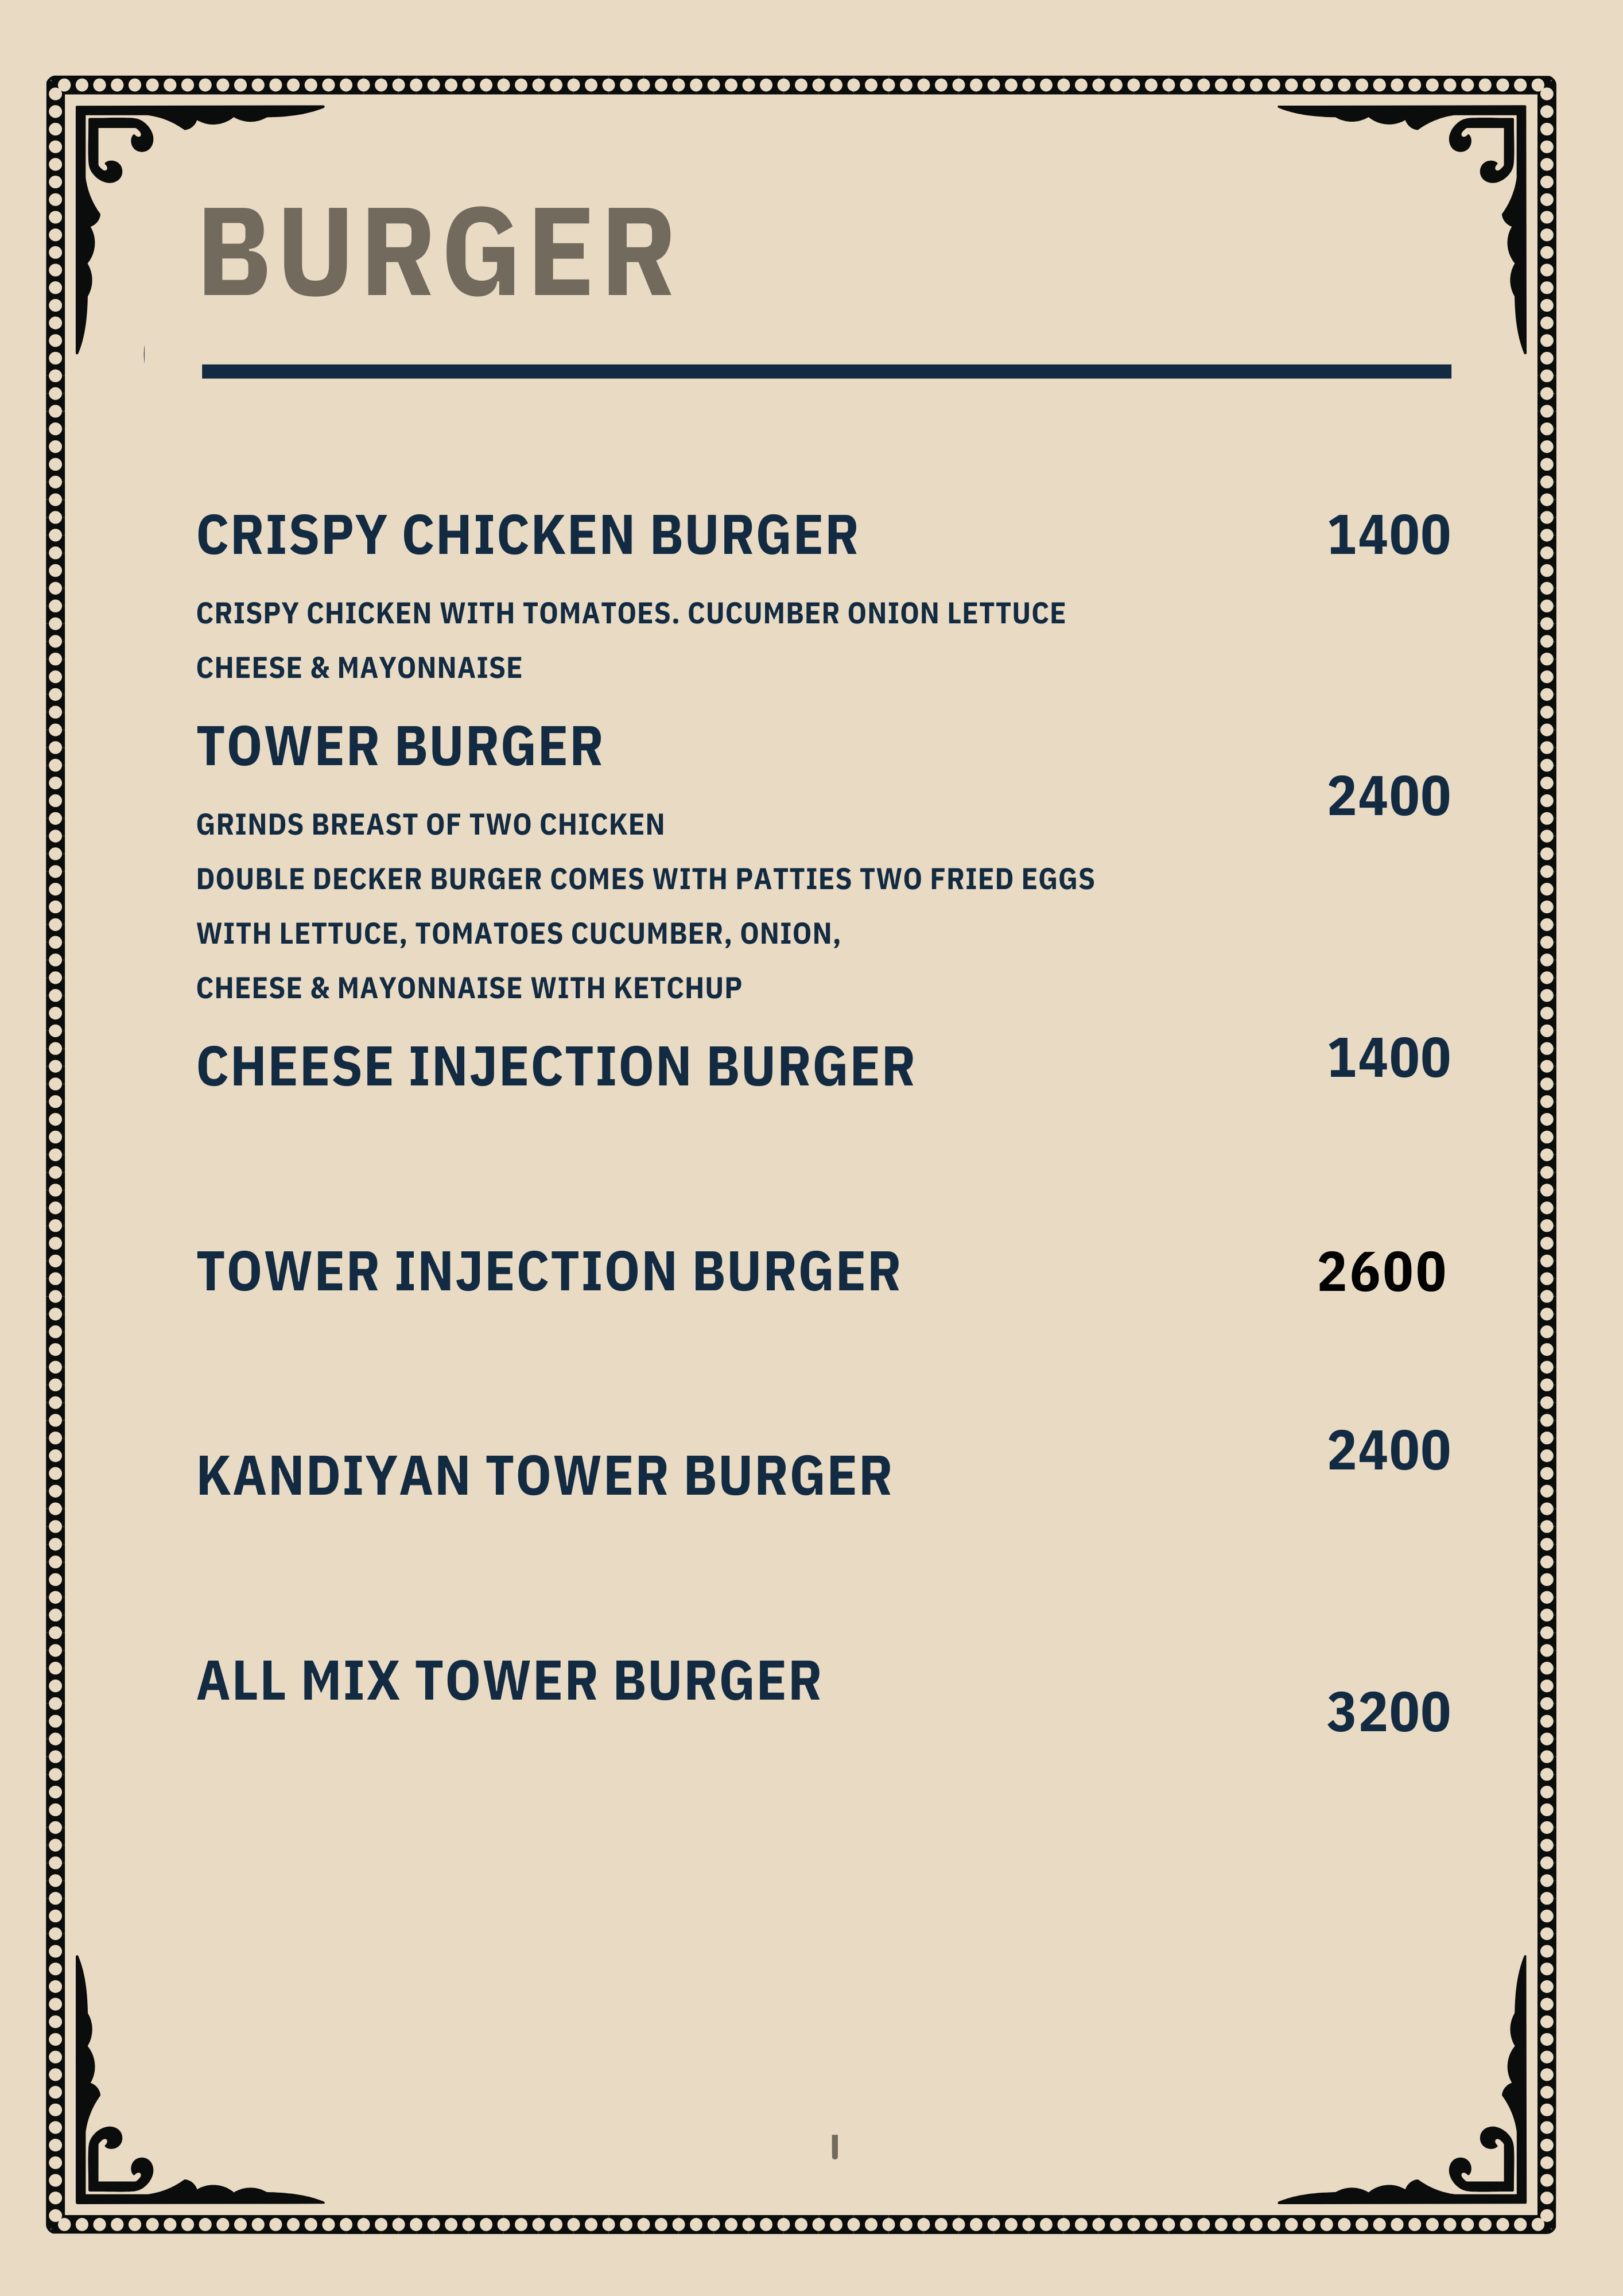 BURGER
CRISPY CHICKEN BURGER 1400
CRISPY CHICKEN WITH TOMATOES. CUCUMBER ONION LETTUCE
CHEESE & MAYONNAISE
TOWER BURGER
2400
GRINDS BREAST OF TWO CHICKEN
DOUBLE DECKER BURGER COMES WITH PATTIES TWO FRIED EGGS
WITH LETTUCE, TOMATOES CUCUMBER, ONION,
CHEESE & MAYONNAISE WITH KETCHUP
CHEESE INJECTION BURGER 1400
TOWER INJECTION BURGER 2600
KANDIYAN TOWER BURGER 2400
ALL MIX TOWER BURGER 3200